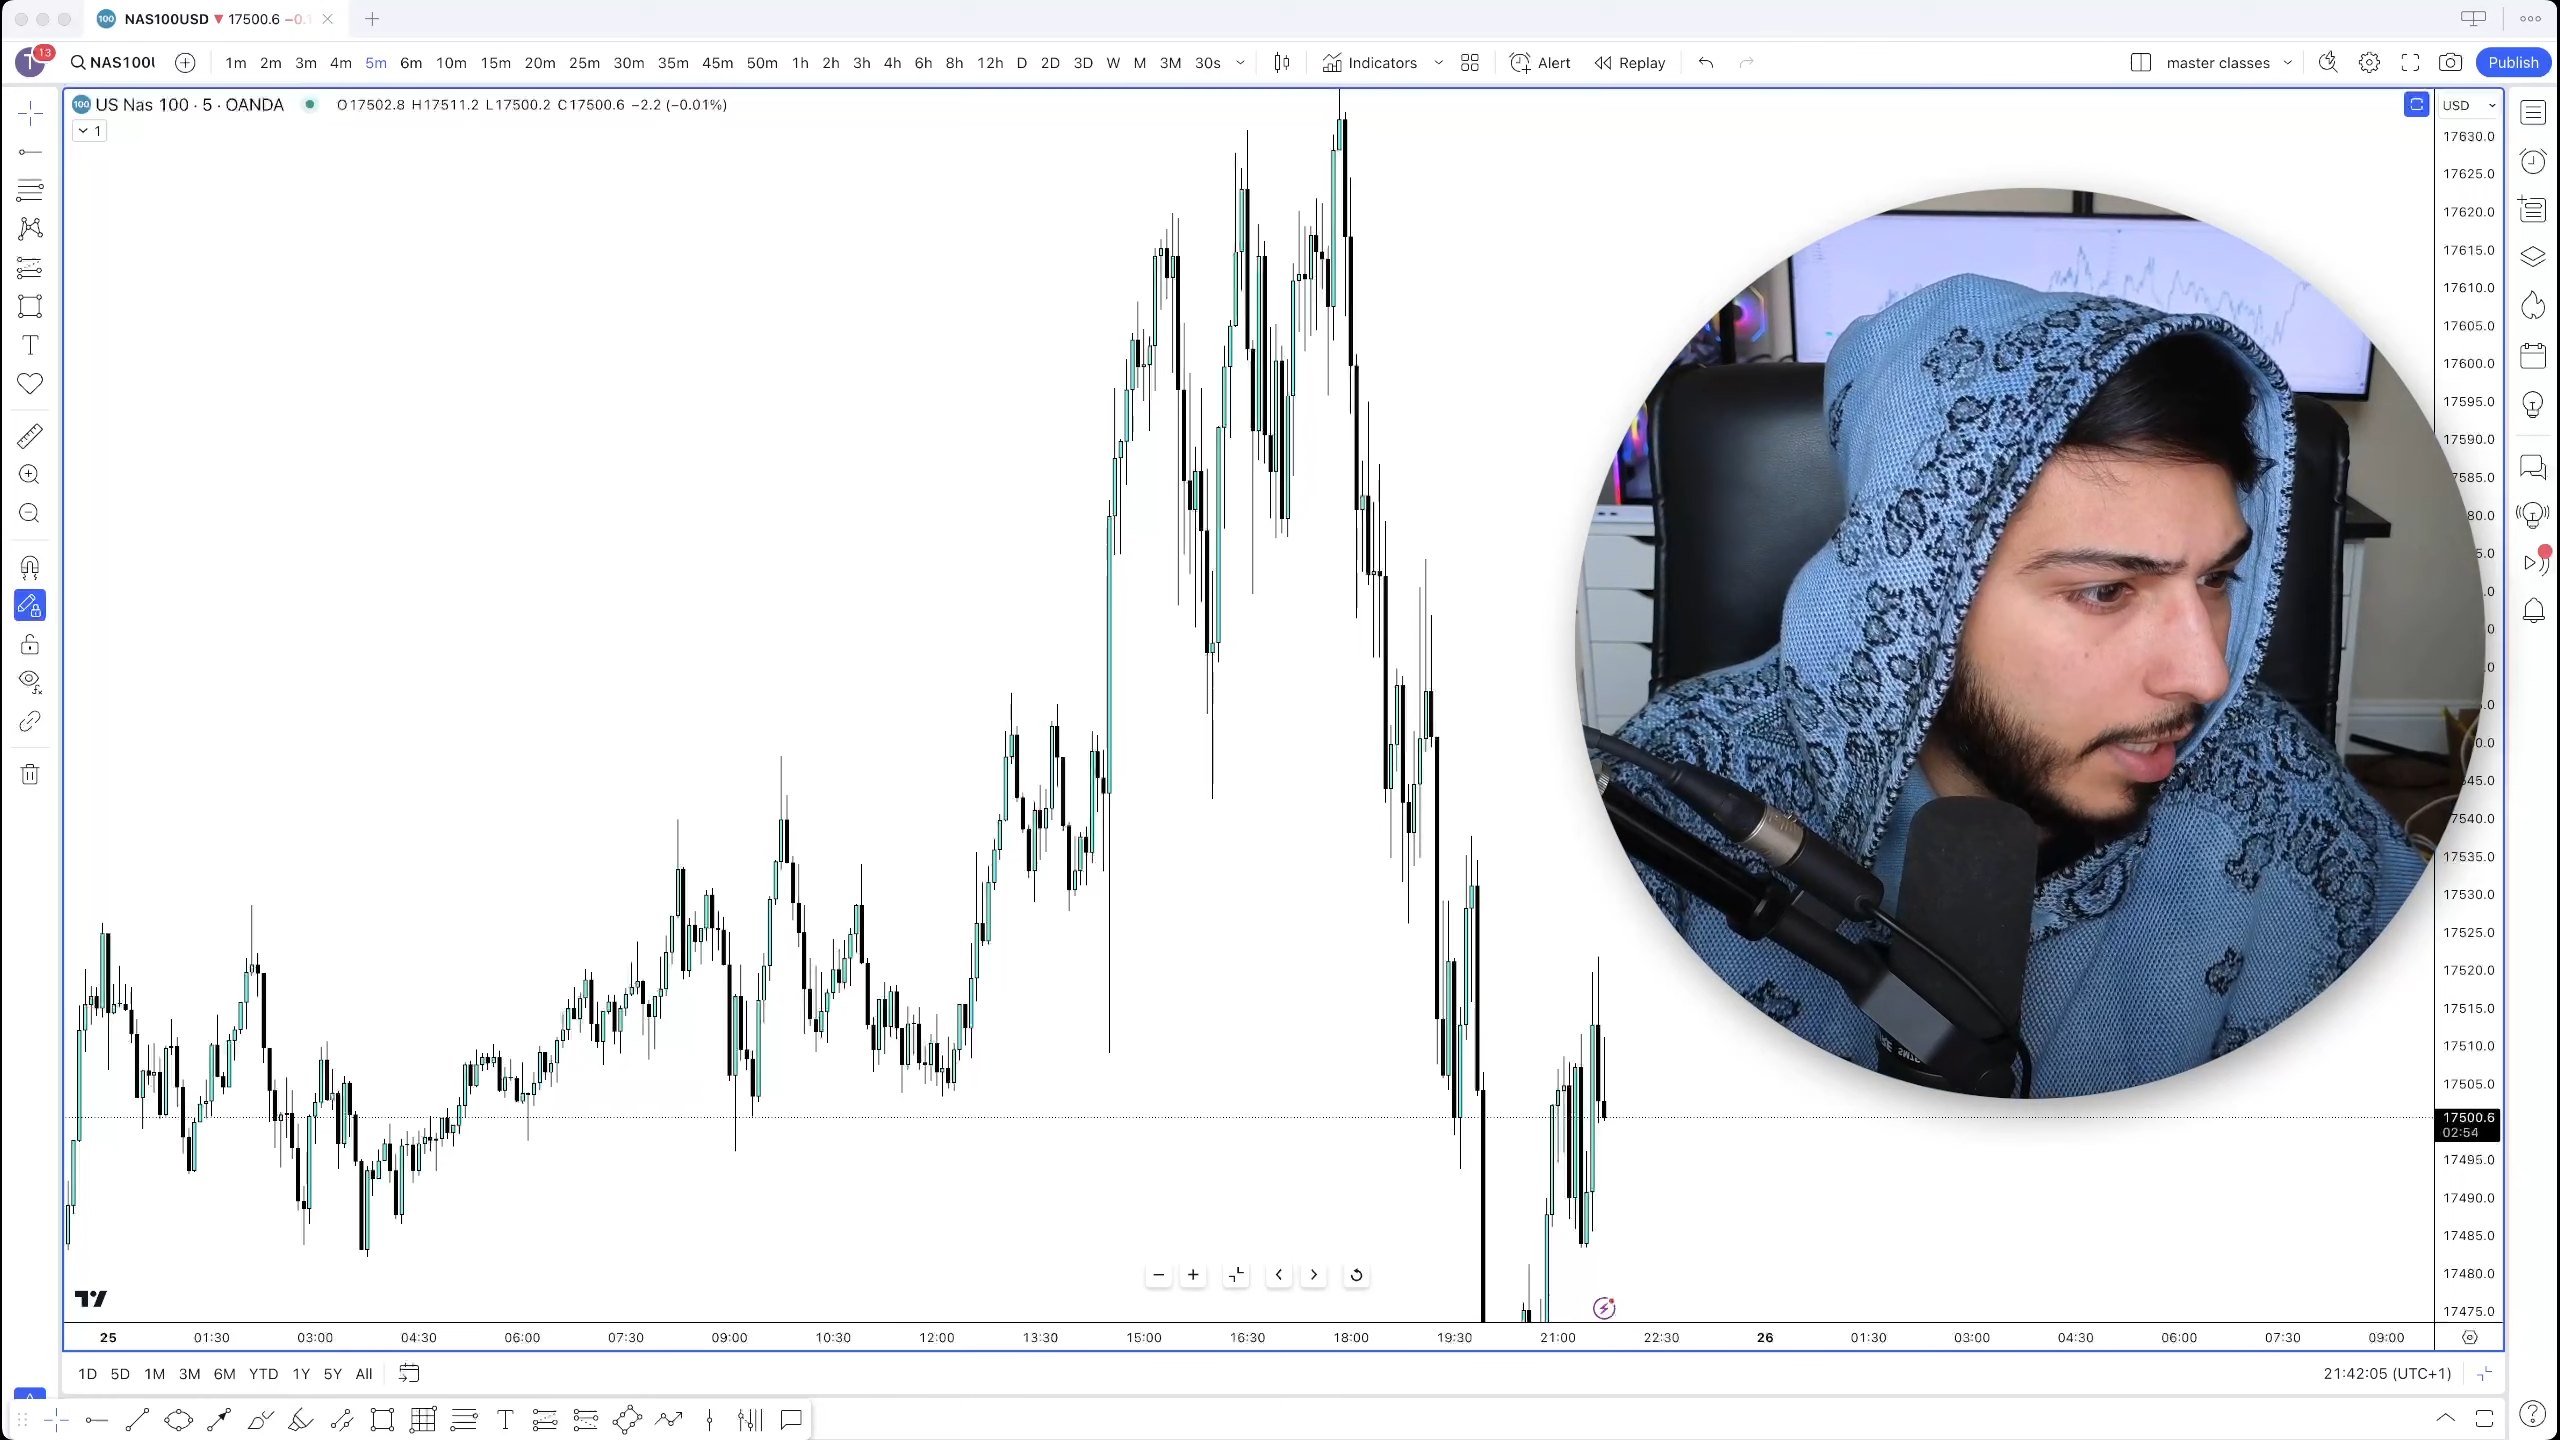 NAS100USD ▼ 17500.6 −0.1
13
NAS100U
1m 2m 3m 4m 5m 6m 10m 15m 20m 25m 30m 35m 45m 50m 1h 2h 3h 4h 6h 8h 12h D 2D 3D W M 3M 30s
Indicators
Alert
Replay
master classes
Publish
100 US Nas 100 · 5 · OANDA
O17502.8 H17511.2 L17500.2 C17500.6 −2.2 (−0.01%)
USD
1
17630.0
17625.0
17620.0
17615.0
17610.0
17605.0
17600.0
17595.0
17590.0
17585.0
17540.0
17535.0
17530.0
17525.0
17520.0
17515.0
17510.0
17505.0
17500.6
02:54
17495.0
17490.0
17485.0
17480.0
17475.0
25 01:30 03:00 04:30 06:00 07:30 09:00 10:30 12:00 13:30 15:00 16:30 18:00 19:30 21:00 22:30 26 01:30 03:00 04:30 06:00 07:30 09:00
1D 5D 1M 3M 6M YTD 1Y 5Y All
21:42:05 (UTC+1)